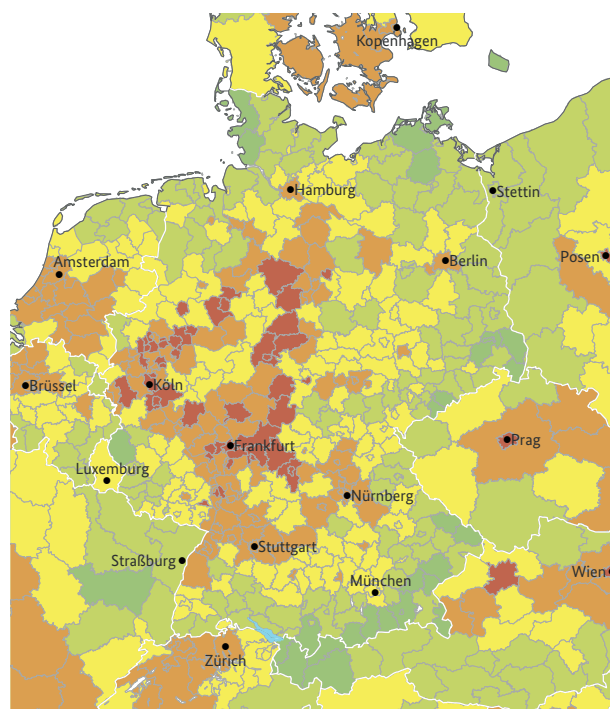 Kopenhagen
Hamburg
Stettin
Amsterdam
Berlin
Posen
Brüssel
Köln
Frankfurt
Prag
Luxemburg
Nürnberg
Straßburg
Stuttgart
München
Wien
Zürich